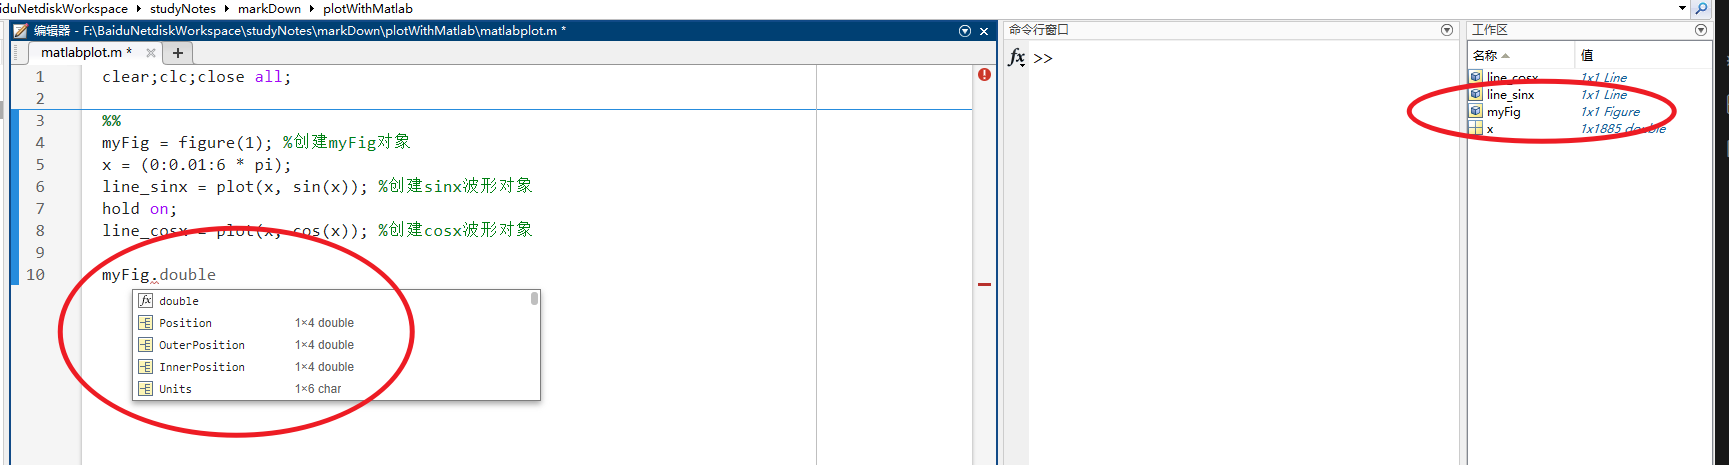 iduNetdiskWorkspace › studyNotes › markDown › plotWithMatlab
编辑器 - F:\BaiduNetdiskWorkspace\studyNotes\markDown\plotWithMatlab\matlabplot.m *
matlabplot.m * × +
1 clear;clc;close all;
2
3 %%
4 myFig = figure(1); %创建myFig对象
5 x = (0:0.01:6 * pi);
6 line_sinx = plot(x, sin(x)); %创建sinx波形对象
7 hold on;
8 line_cosx = plot(x, cos(x)); %创建cosx波形对象
9
10 myFig.double
fx double
Position 1×4 double
OuterPosition 1×4 double
InnerPosition 1×4 double
Units 1×6 char
命令行窗口
fx >>
工作区
名称 值
line_cosx 1x1 Line
line_sinx 1x1 Line
myFig 1x1 Figure
x 1x1885 double